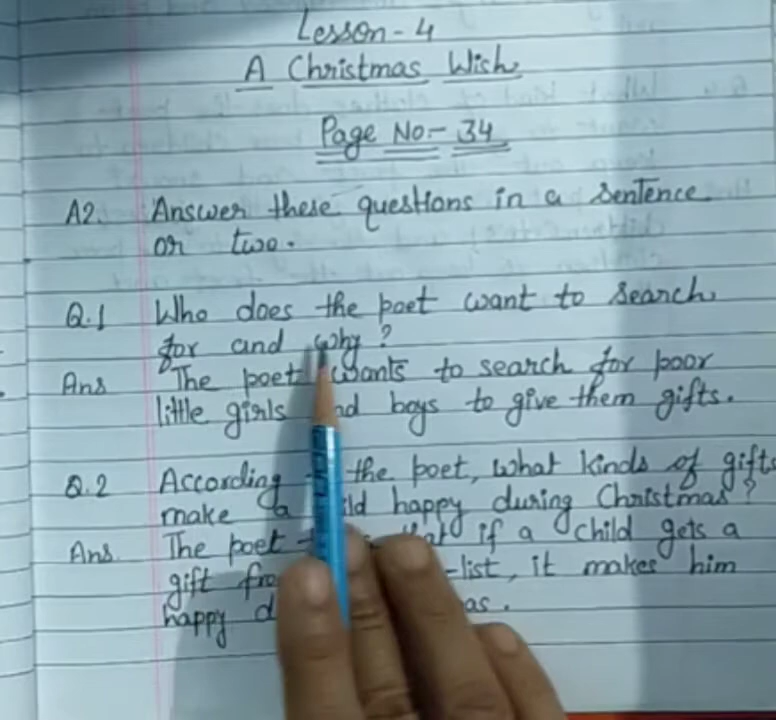 Lesson - 4
A Christmas Wish
Page No:- 34
A2. Answer these questions in a sentence
or two.
Q.1 Who does the poet want to search
for and why?
Ans The poet wants to search for poor
little girls and boys to give them gifts.
Q.2 According the poet, what kinds of gifts
make a child happy during Christmas?
Ans. The poet that if a child gets a
gift list, it makes him
happy